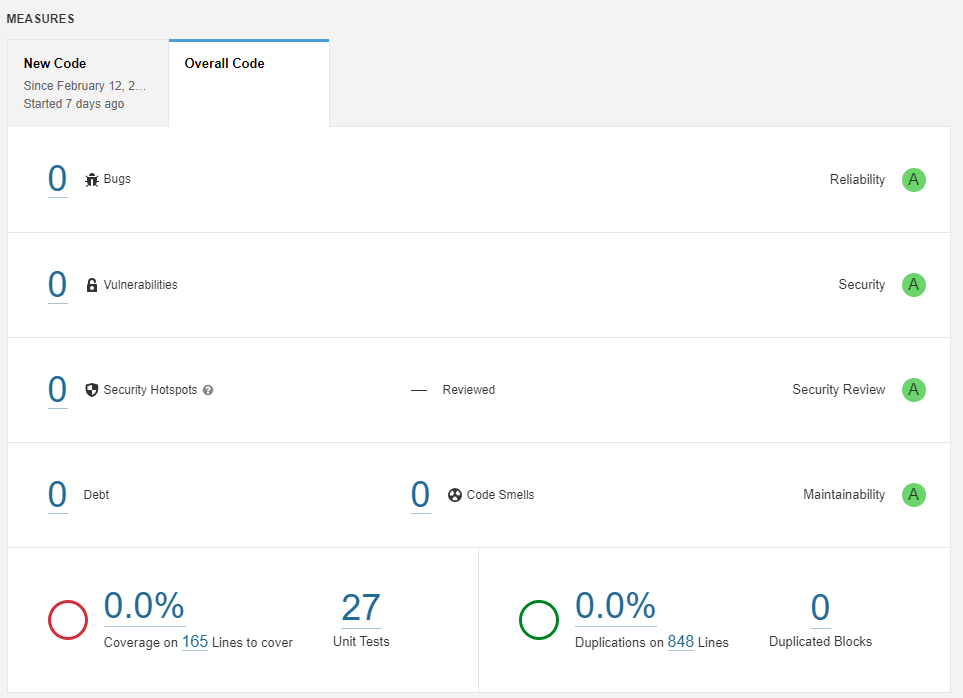 MEASURES
New Code
Since February 12, 2...
Started 7 days ago
Overall Code
0 Bugs
Reliability A
0 Vulnerabilities
Security A
0 Security Hotspots ?
— Reviewed
Security Review A
0 Debt
0 Code Smells
Maintainability A
0.0%
Coverage on 165 Lines to cover
27
Unit Tests
0.0%
Duplications on 848 Lines
0
Duplicated Blocks